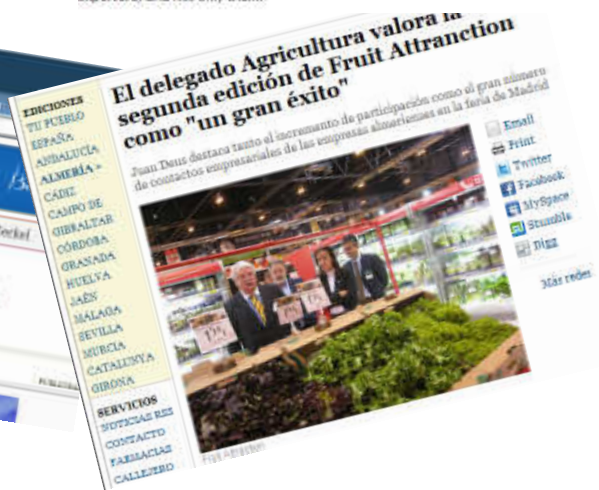 El delegado Agricultura valora la
segunda edición de Fruit Attranction
como "un gran éxito"
Juan Deus destaca tanto el incremento de participación como el gran número
de contactos empresariales de las empresas almerienses en la feria de Madrid
EDICIONES
TU PUEBLO
ESPAÑA
ANDALUCÍA
ALMERÍA »
CÁDIZ
CAMPO DE
GIBRALTAR
CÓRDOBA
GRANADA
HUELVA
JAÉN
MÁLAGA
SEVILLA
MURCIA
CATALUNYA
GIRONA
SERVICIOS
NOTICIAS RSS
CONTACTO
FARMACIAS
CALLEJERO
Email
Print
Twitter
Facebook
MySpace
Stumble
Digg
Más redes
Fruit Attraction